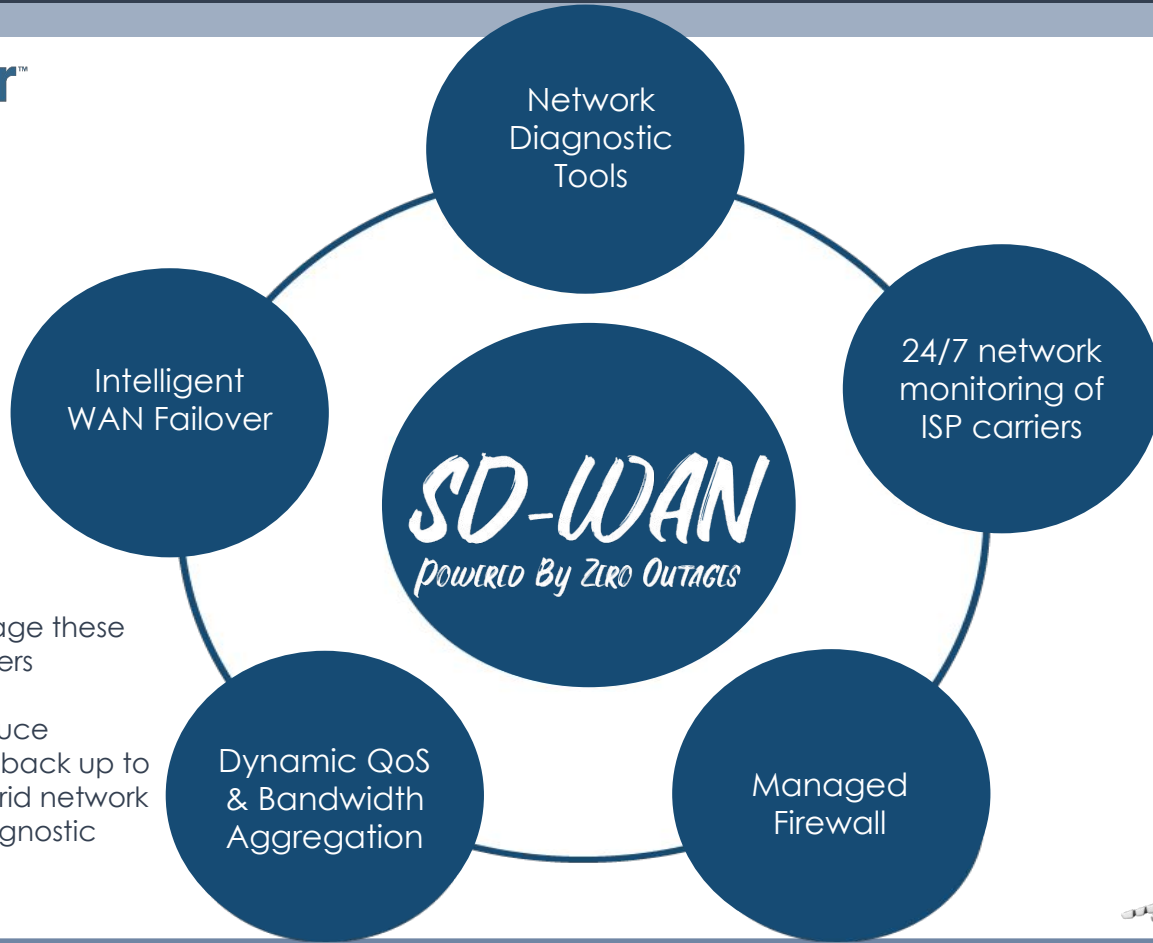 r™
Network
Diagnostic
Tools
Intelligent
WAN Failover
24/7 network
monitoring of
ISP carriers
SD-WAN
Powered By Zero Outages
age these
ers
uce
back up to
rid network
gnostic
Dynamic QoS
& Bandwidth
Aggregation
Managed
Firewall